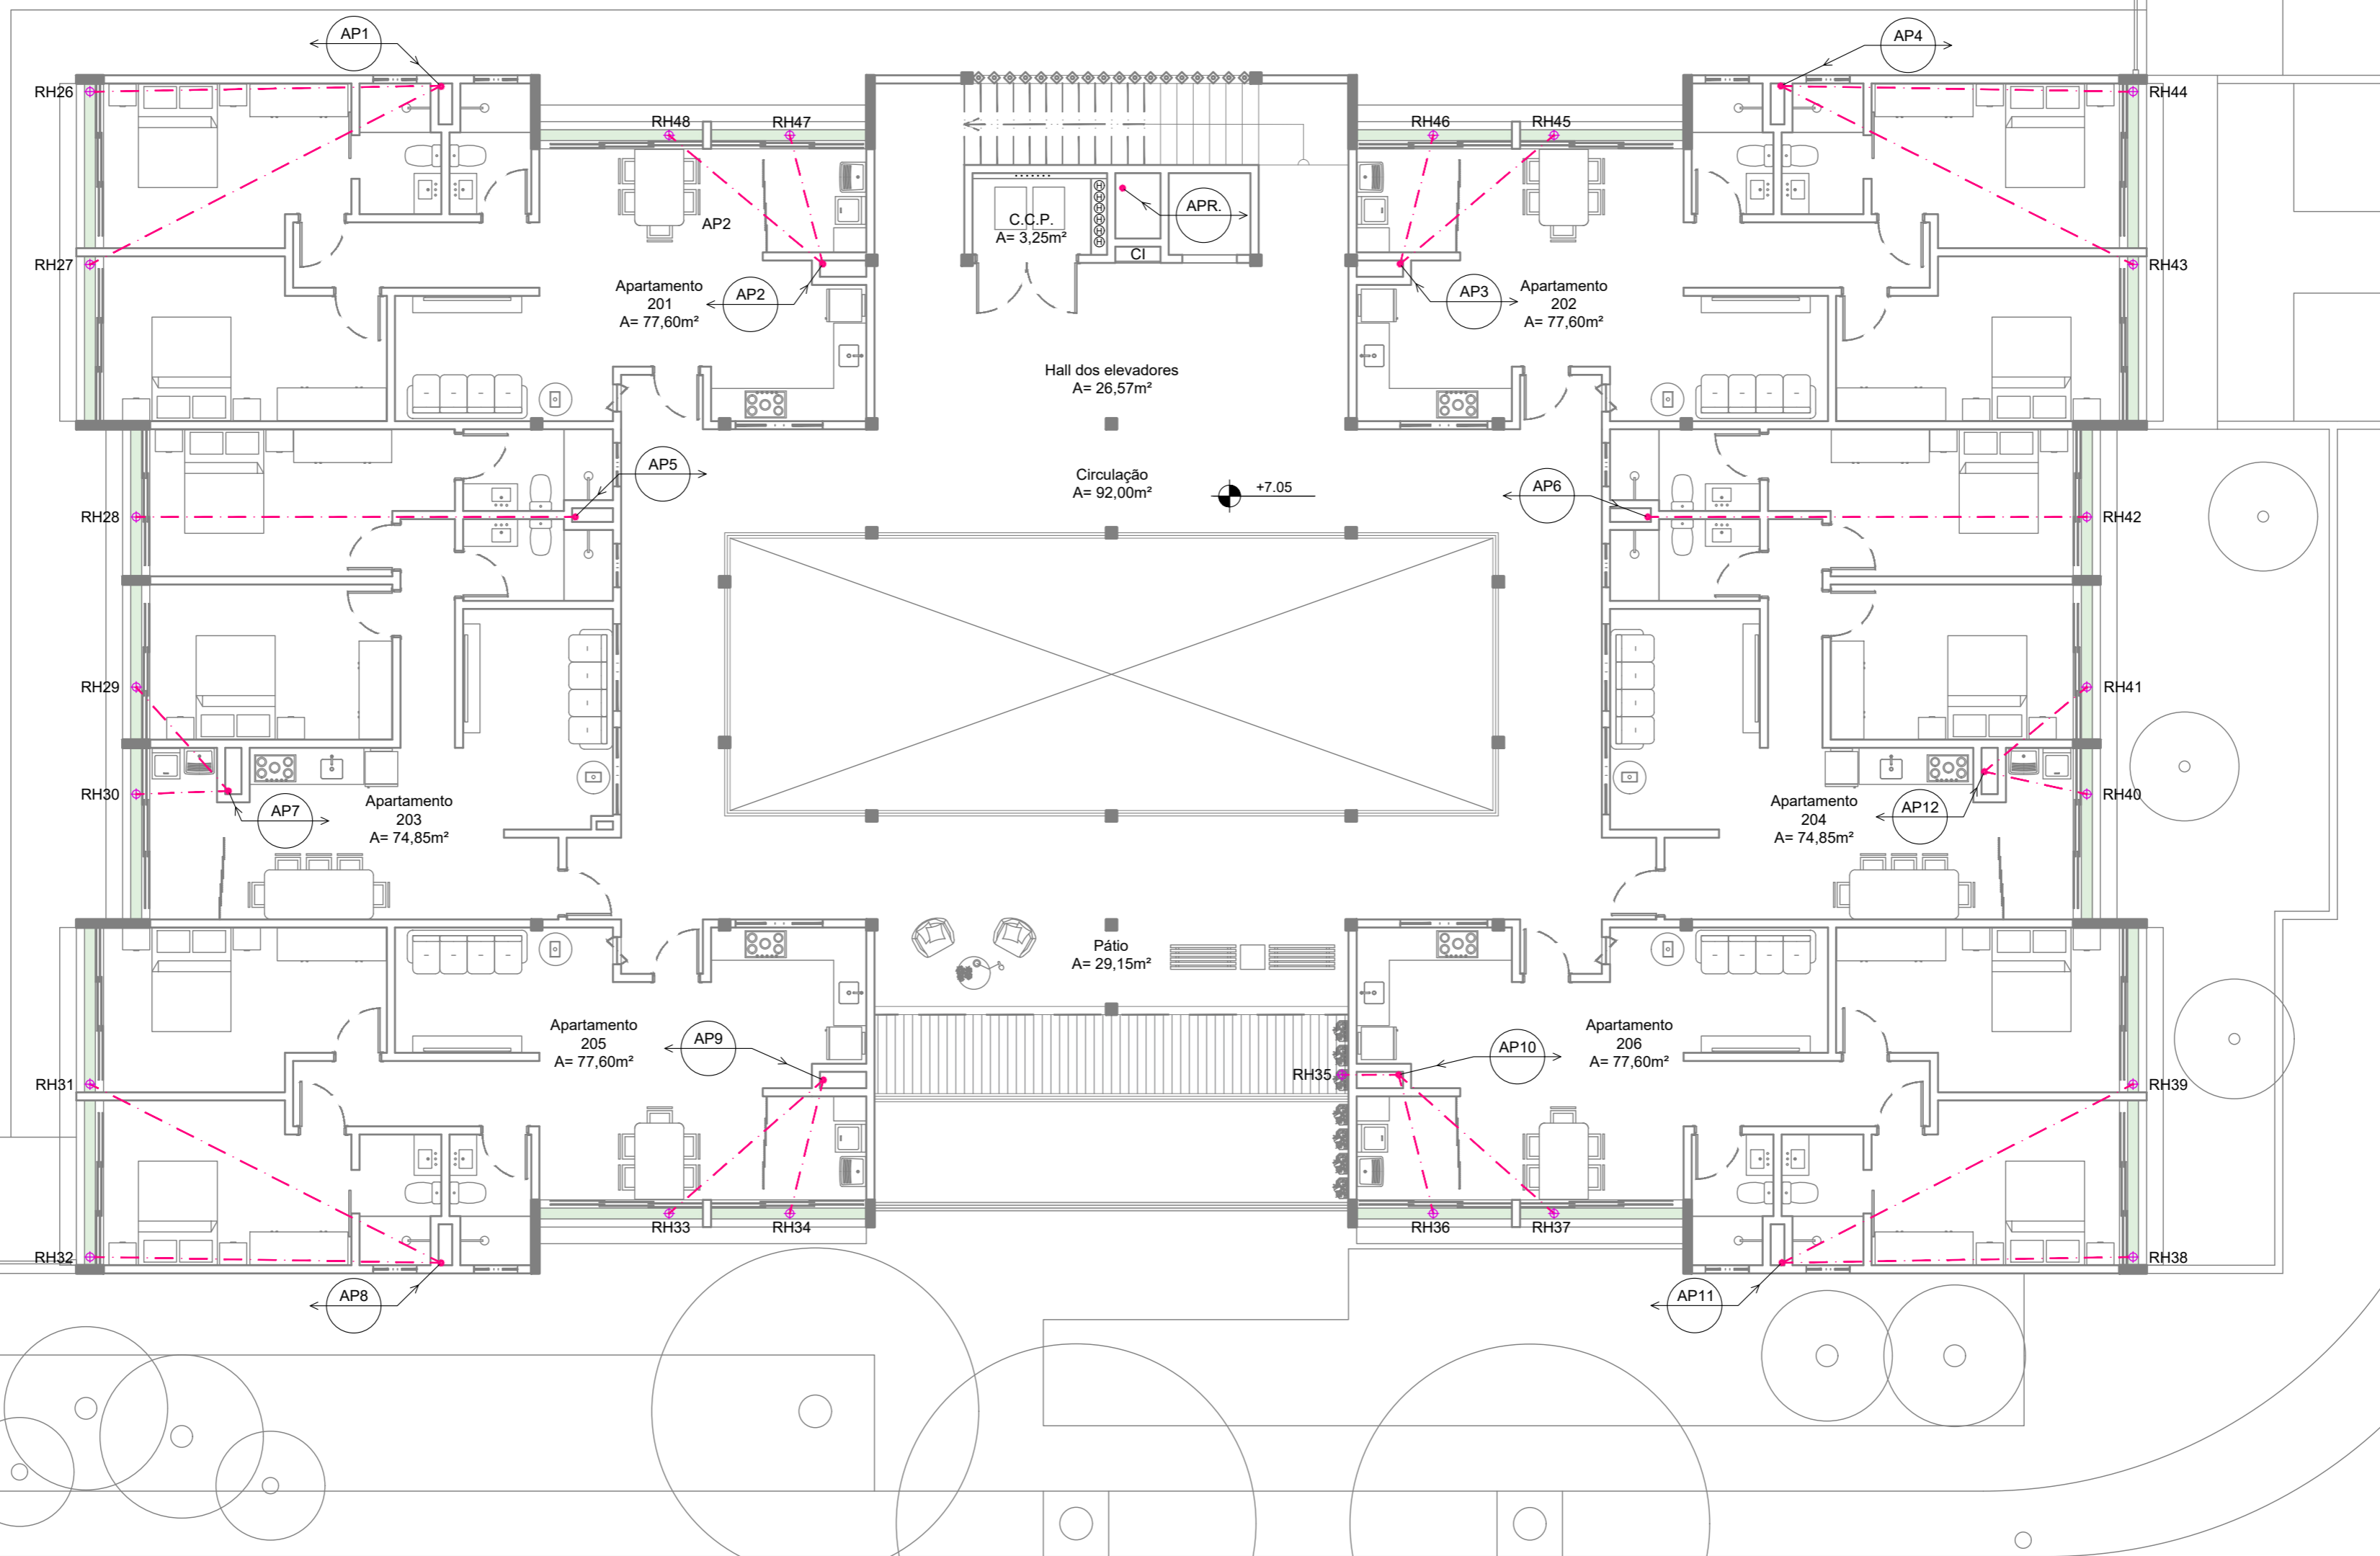 AP1
AP4
RH26
RH44
RH48
RH47
RH46
RH45
APR.
C.C.P.
A= 3,25m²
AP2
CI
RH27
RH43
Apartamento
201
A= 77,60m²
AP2
AP3
Apartamento
202
A= 77,60m²
Hall dos elevadores
A= 26,57m²
AP5
Circulação
A= 92,00m²
+7.05
AP6
RH28
RH42
RH29
RH41
RH30
RH40
AP7
Apartamento
203
A= 74,85m²
Apartamento
204
A= 74,85m²
AP12
Pátio
A= 29,15m²
Apartamento
205
A= 77,60m²
AP9
AP10
Apartamento
206
A= 77,60m²
RH31
RH35
RH39
RH33
RH34
RH36
RH37
RH32
RH38
AP8
AP11
H
H
H
H
H
H